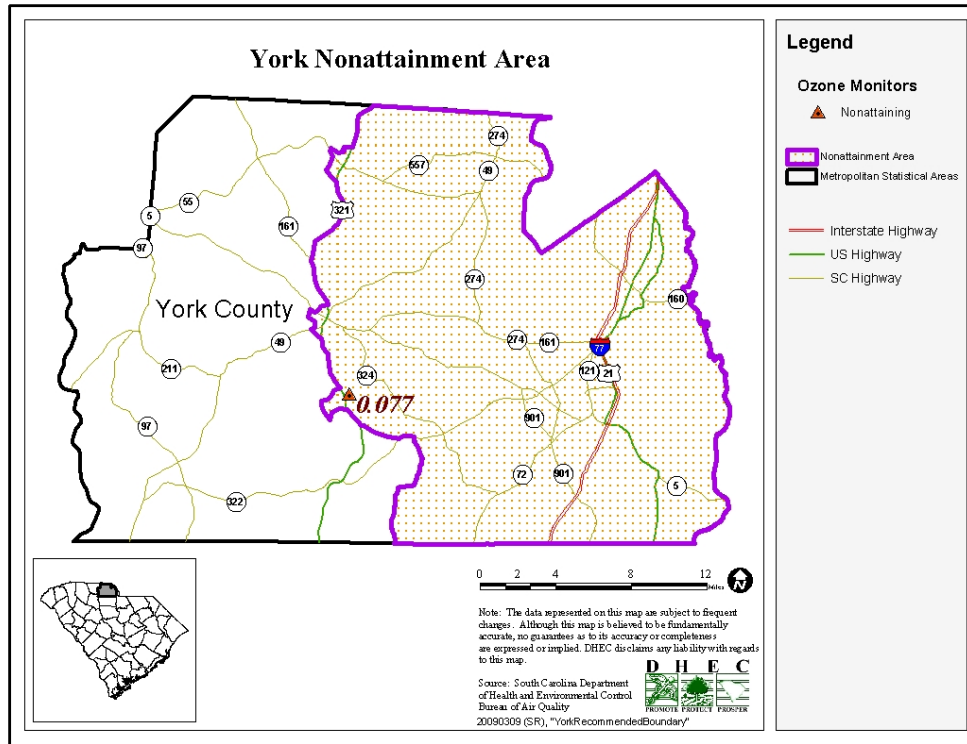 York Nonattainment Area
274
557
49
321
55
5
161
97
York County
274
160
49
274
161
77
211
324
121
21
0.077
901
97
72
901
5
322
0 2 4 8 12
Miles
N
Note: The data represented on this map are subject to frequent
changes. Although this map is believed to be fundamentally
accurate, no guarantees as to its accuracy or completeness
are expressed or implied. DHEC disclaims any liability with regards
to this map.
D H E C
PROMOTE PROTECT PROSPER
Source: South Carolina Department
of Health and Environmental Control
Bureau of Air Quality
20090309 (SR), "YorkRecommendedBoundary"
Legend
Ozone Monitors
Nonattaining
Nonattainment Area
Metropolitan Statistical Areas
Interstate Highway
US Highway
SC Highway